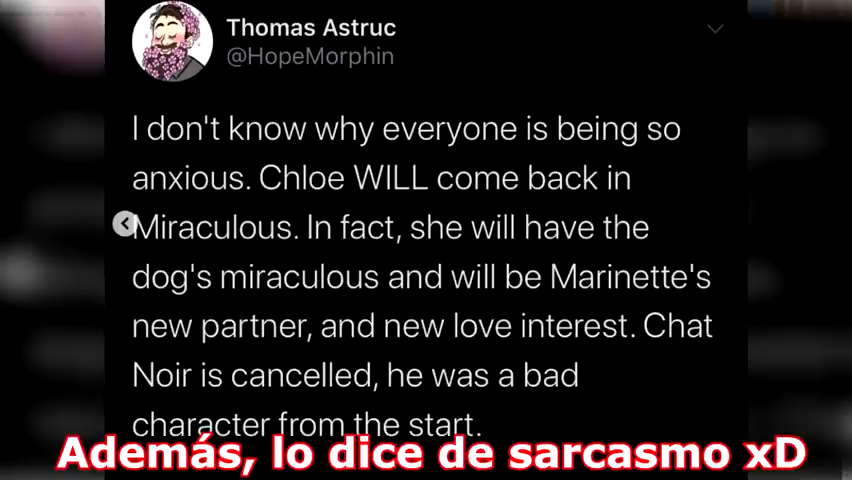 Thomas Astruc
@HopeMorphin
I don't know why everyone is being so
anxious. Chloe WILL come back in
Miraculous. In fact, she will have the
dog's miraculous and will be Marinette's
new partner, and new love interest. Chat
Noir is cancelled, he was a bad
character from the start.
Además, lo dice de sarcasmo xD